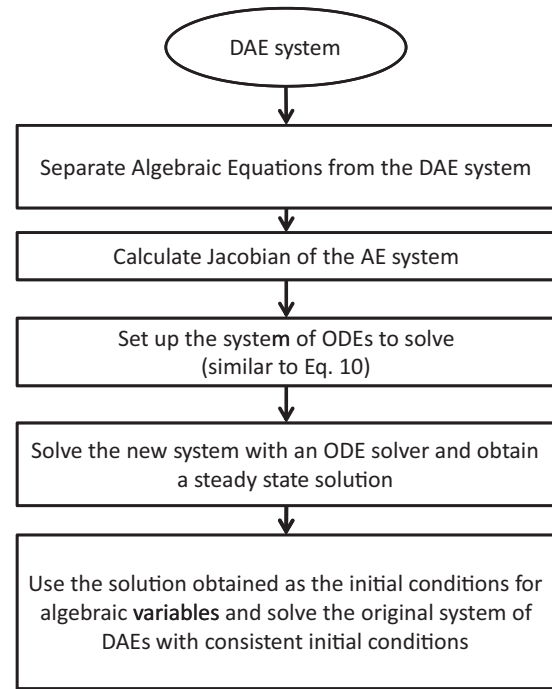 DAE system
Separate Algebraic Equations from the DAE system
Calculate Jacobian of the AE system
Set up the system of ODEs to solve
(similar to Eq. 10)
Solve the new system with an ODE solver and obtain
a steady state solution
Use the solution obtained as the initial conditions for
algebraic variables and solve the original system of
DAEs with consistent initial conditions